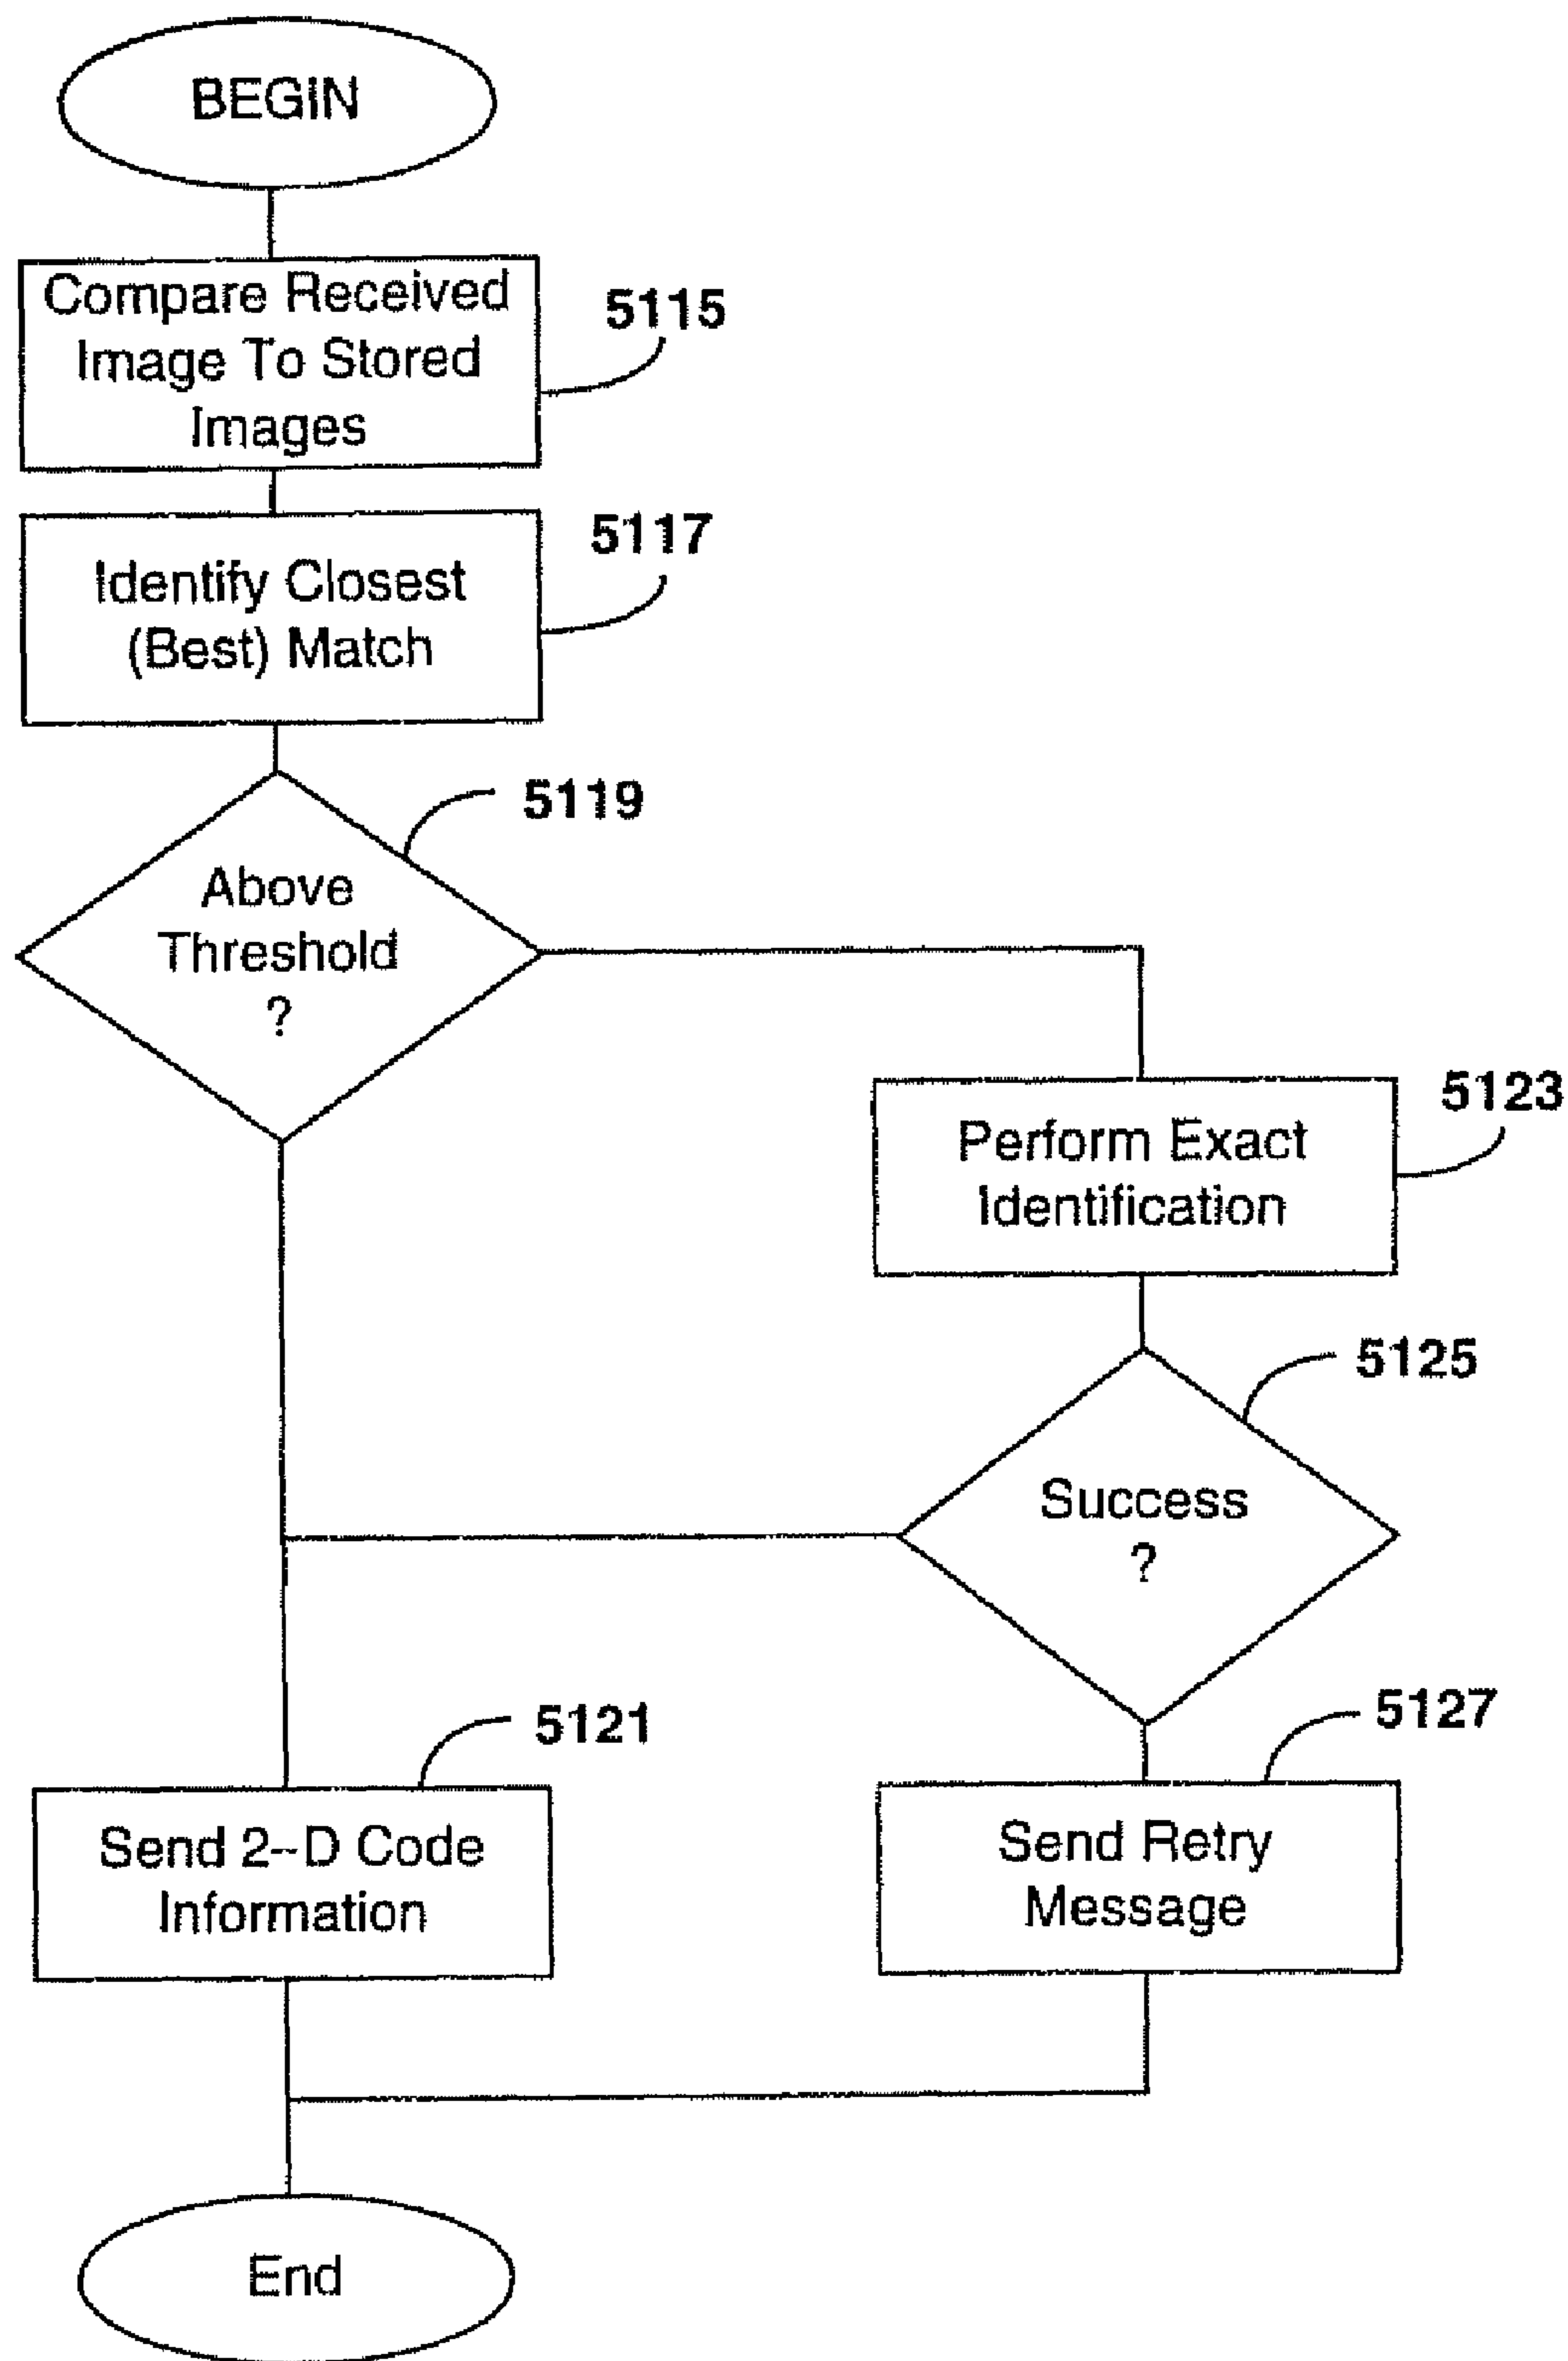 BEGIN
Compare Received
Image To Stored
Images
5115
Identify Closest
(Best) Match
5117
Above
Threshold
?
5119
Perform Exact
Identification
5123
Success
?
5125
Send 2--D Code
Information
5121
Send Retry
Message
5127
End